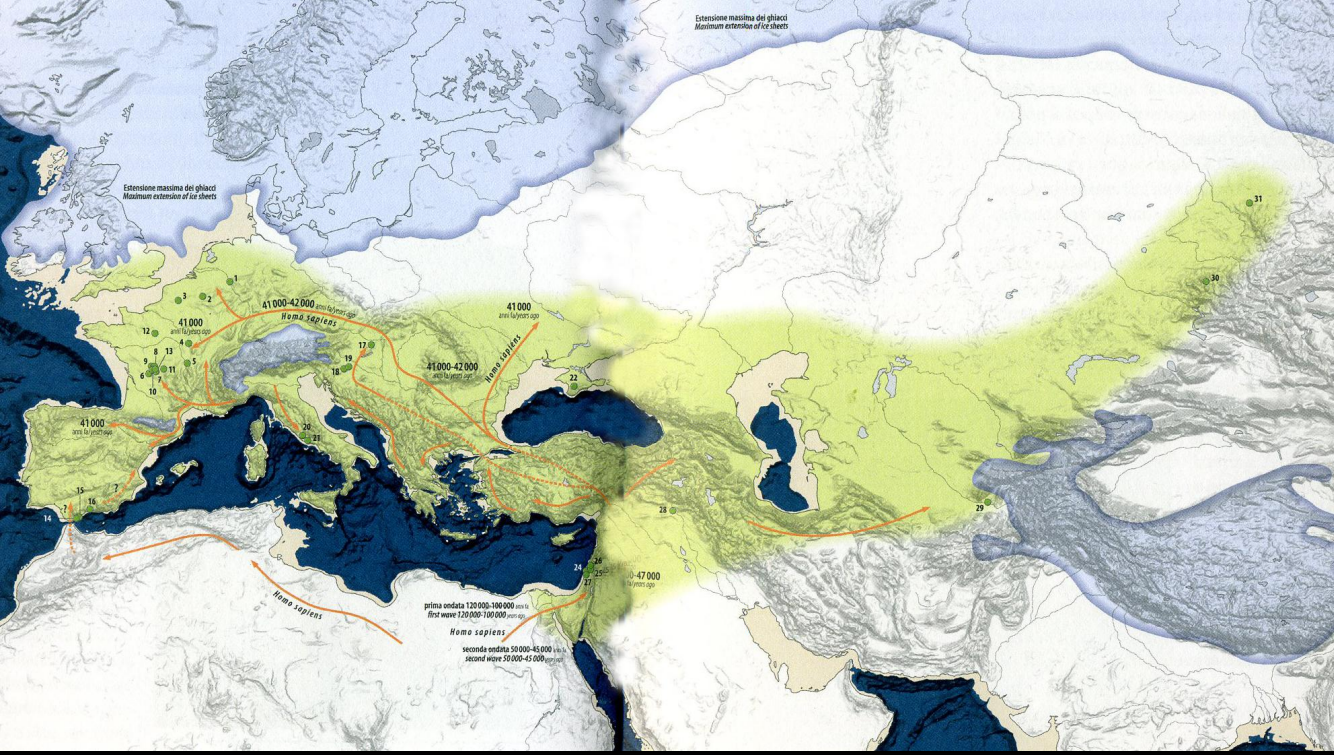 Estensione massima dei ghiacci
Maximum extension of ice sheets
Estensione massima dei ghiacci
Maximum extension of ice sheets
31
30
1
2
3
41 000-42 000 anni fa/years ago
Homo sapiens
41 000
anni fa/years ago
41 000
anni fa/years ago
12
4
17
8
13
9
5
11
6
7
10
19
18
41 000-42 000
anni fa/years ago
Homo sapiens
22
41 000
anni fa/years ago
20
21
15
?
?
16
14
28
29
26
24
25
27
-47 000
prima ondata 120 000-100 000 anni fa
first wave 120 000-100 000 years ago
Homo sapiens
Homo sapiens
seconda ondata 50 000-45 000 anni fa
second wave 50 000-45 000 years ago